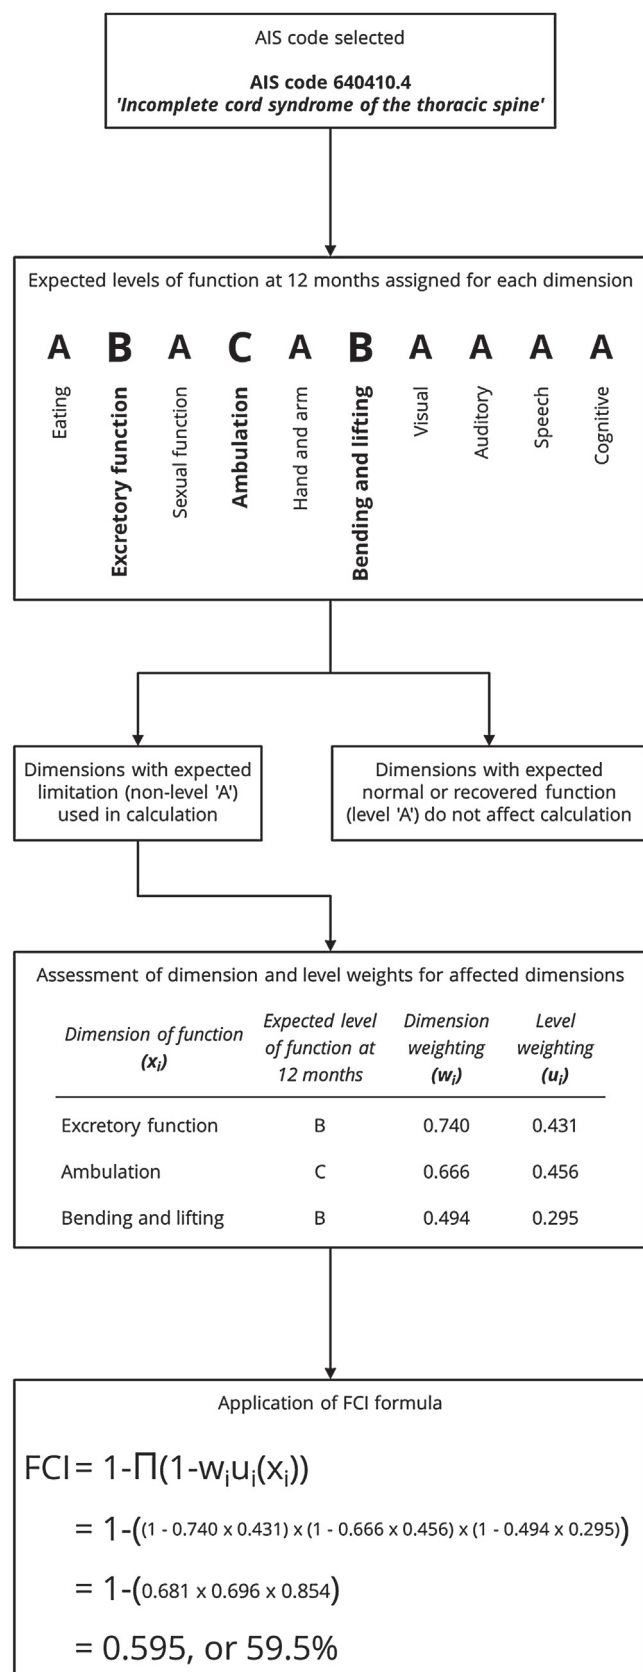 AIS code selected
AIS code 640410.4
'Incomplete cord syndrome of the thoracic spine'
Expected levels of function at 12 months assigned for each dimension
A B A C A B A A A A
Eating
Excretory function
Sexual function
Ambulation
Hand and arm
Bending and lifting
Visual
Auditory
Speech
Cognitive
Dimensions with expected
limitation (non-level 'A')
used in calculation
Dimensions with expected
normal or recovered function
(level 'A') do not affect calculation
Assessment of dimension and level weights for affected dimensions
Dimension of function
(xi)
Expected level
of function at
12 months
Dimension
weighting
(wi)
Level
weighting
(ui)
Excretory function B 0.740 0.431
Ambulation C 0.666 0.456
Bending and lifting B 0.494 0.295
Application of FCI formula
FCI = 1-Π(1-wiui(xi))
= 1-((1 - 0.740 x 0.431) x (1 - 0.666 x 0.456) x (1 - 0.494 x 0.295))
= 1-(0.681 x 0.696 x 0.854)
= 0.595, or 59.5%